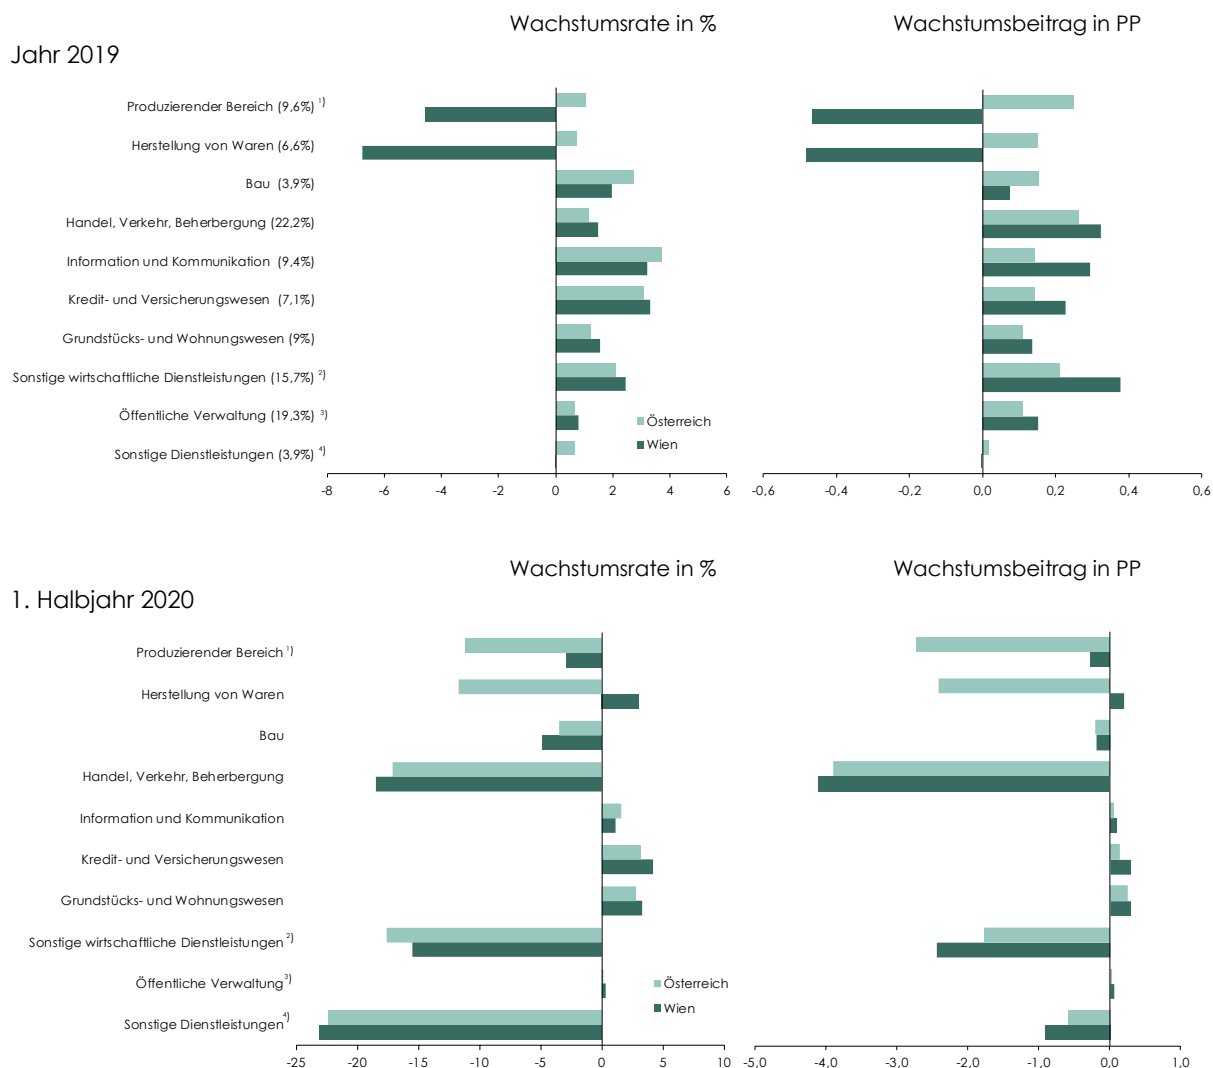 Wachstumsrate in %
Wachstumsbeitrag in PP
Jahr 2019
Produzierender Bereich (9,6%) 1)
Herstellung von Waren (6,6%)
Bau (3,9%)
Handel, Verkehr, Beherbergung (22,2%)
Information und Kommunikation (9,4%)
Kredit- und Versicherungswesen (7,1%)
Grundstücks- und Wohnungswesen (9%)
Sonstige wirtschaftliche Dienstleistungen (15,7%) 2)
Öffentliche Verwaltung (19,3%) 3)
Sonstige Dienstleistungen (3,9%) 4)
Österreich
Wien
-8 -6 -4 -2 0 2 4 6
-0,6 -0,4 -0,2 0,0 0,2 0,4 0,6
Wachstumsrate in %
Wachstumsbeitrag in PP
1. Halbjahr 2020
Produzierender Bereich 1)
Herstellung von Waren
Bau
Handel, Verkehr, Beherbergung
Information und Kommunikation
Kredit- und Versicherungswesen
Grundstücks- und Wohnungswesen
Sonstige wirtschaftliche Dienstleistungen 2)
Öffentliche Verwaltung 3)
Sonstige Dienstleistungen 4)
Österreich
Wien
-25 -20 -15 -10 -5 0 5 10
-5,0 -4,0 -3,0 -2,0 -1,0 0,0 1,0